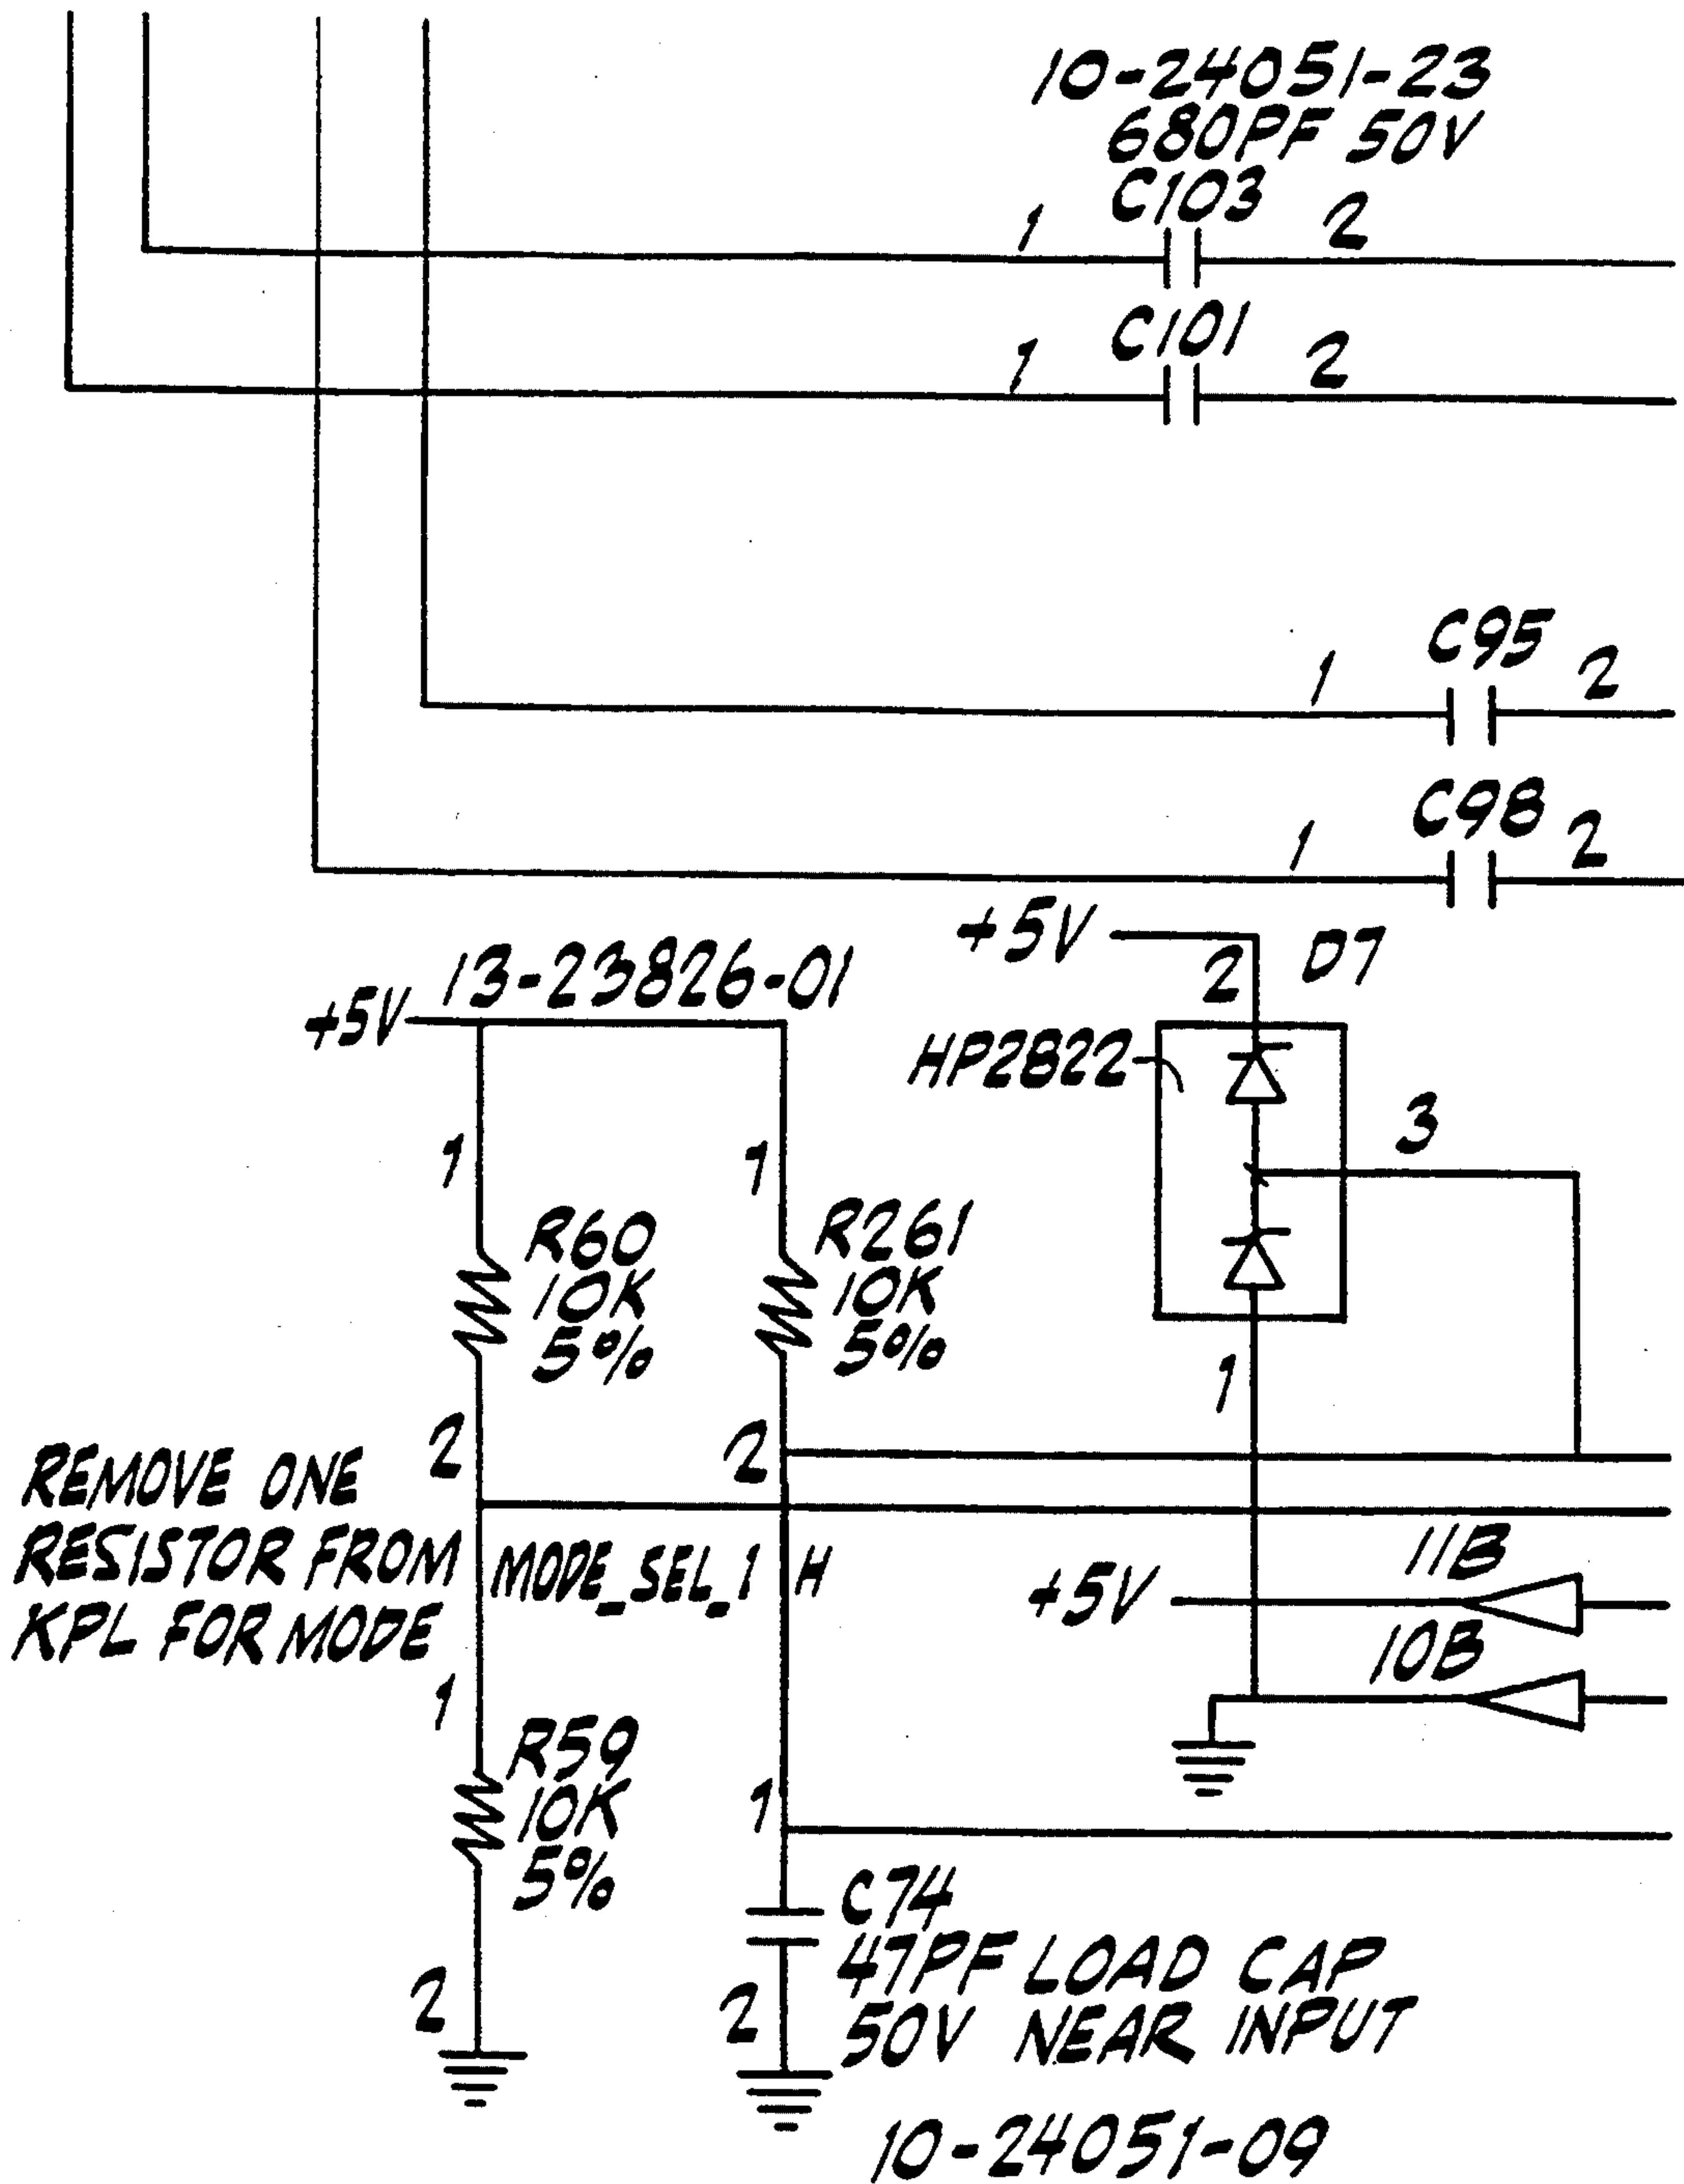 10-24051-23
680PF 50V
C103
1 2
C101
1 2
C95
1 2
C98
1 2
+5V 2 D7
13-23826-01
+5V
HP2822
3
1 1
R60
10K
5%
R261
10K
5%
1
2 2
REMOVE ONE
RESISTOR FROM
KPL FOR MODE
MODE_SEL_1 H
11B
+5V
10B
1
R59
10K
5%
1
C74
47PF LOAD CAP
50V NEAR INPUT
2 2
10-24051-09